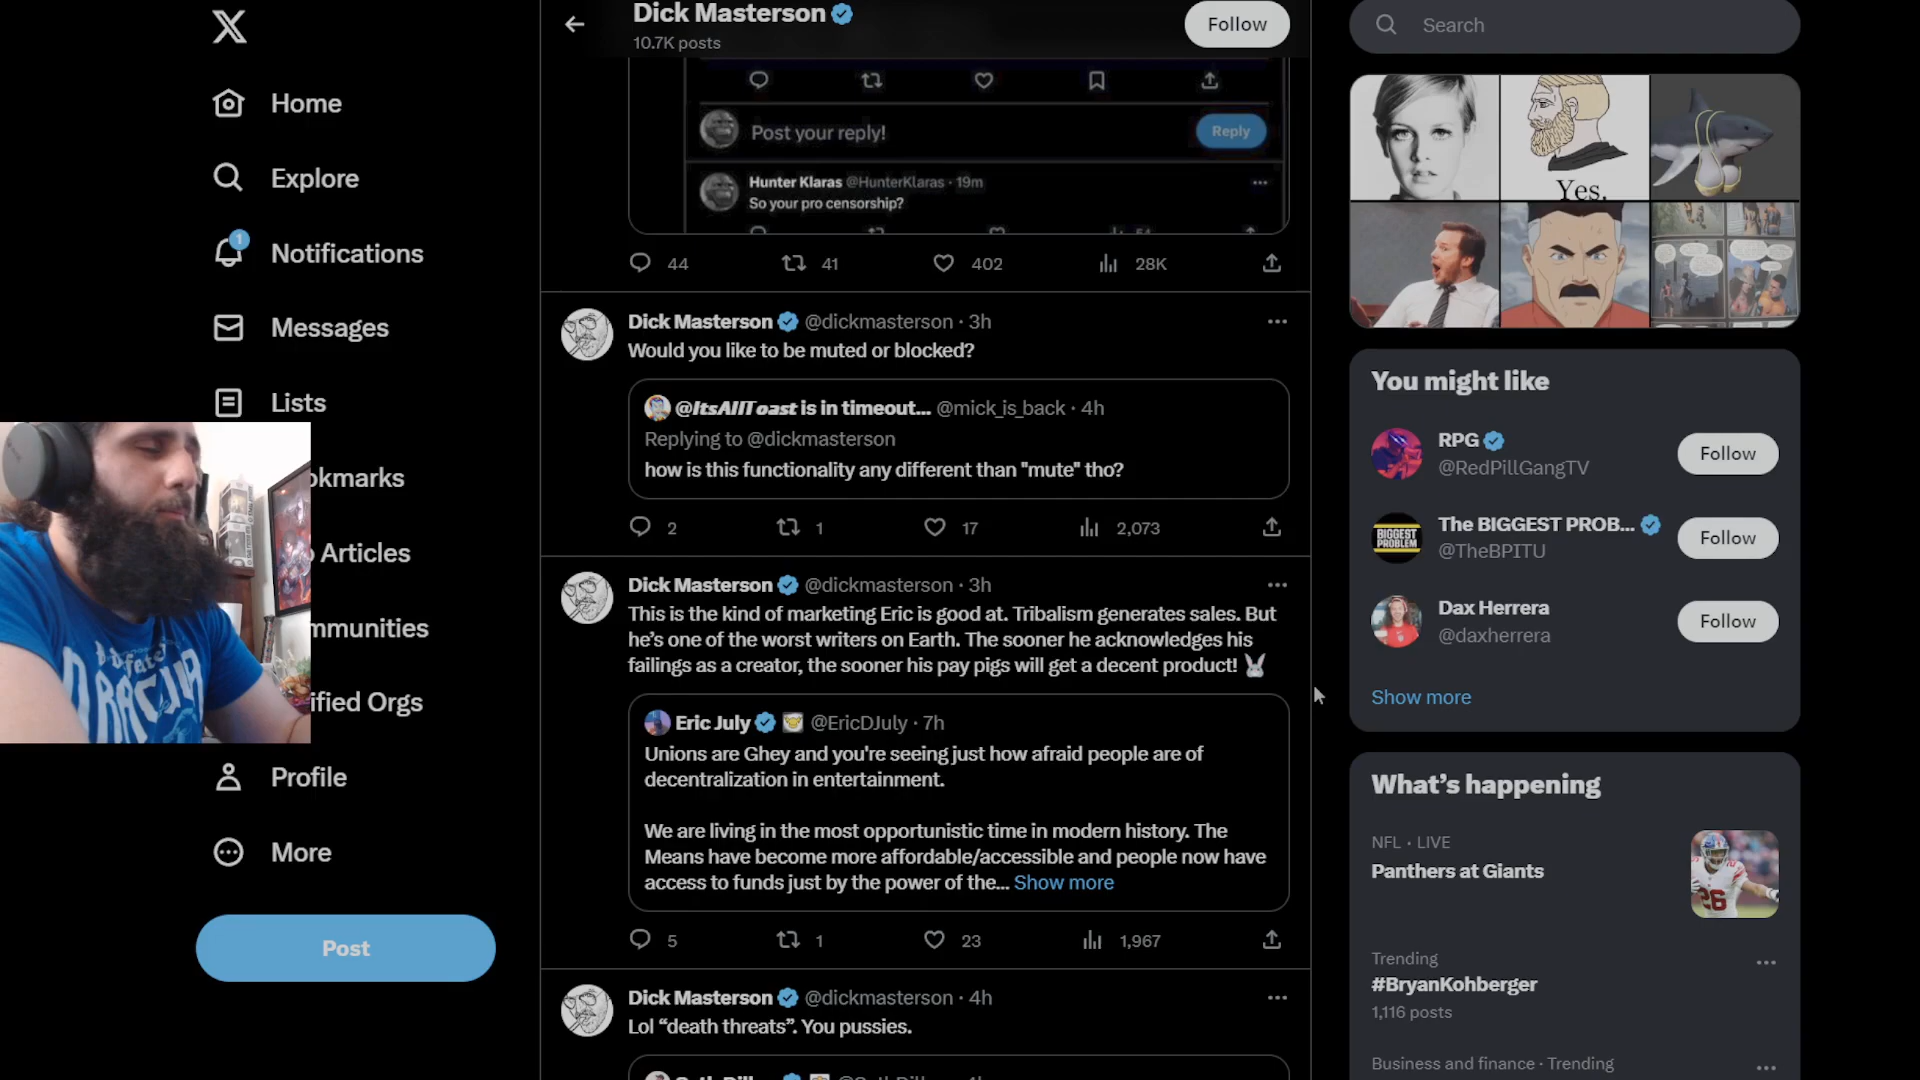 Home
Explore
1
Notifications
Messages
Lists
okmarks
Articles
mmunities
ified Orgs
Profile
More
Post
Dick Masterson
10.7K posts
Follow
Post your reply!
Reply
Hunter Klaras @HunterKlaras · 19m
So your pro censorship?
44 41 402 28K
Dick Masterson @dickmasterson · 3h
Would you like to be muted or blocked?
@ItsAllToast is in timeout... @mick_is_back · 4h
Replying to @dickmasterson
how is this functionality any different than "mute" tho?
2 1 17 2,073
Dick Masterson @dickmasterson · 3h
This is the kind of marketing Eric is good at. Tribalism generates sales. But
he's one of the worst writers on Earth. The sooner he acknowledges his
failings as a creator, the sooner his pay pigs will get a decent product!
Eric July @EricDJuly · 7h
Unions are Ghey and you're seeing just how afraid people are of
decentralization in entertainment.
We are living in the most opportunistic time in modern history. The
Means have become more affordable/accessible and people now have
access to funds just by the power of the... Show more
5 1 23 1,967
Dick Masterson @dickmasterson · 4h
Lol “death threats”. You pussies.
Search
Yes.
You might like
RPG
@RedPillGangTV
Follow
BIGGEST
PROBLEM
The BIGGEST PROB...
@TheBPITU
Follow
Dax Herrera
@daxherrera
Follow
Show more
What's happening
NFL · LIVE
Panthers at Giants
26
Trending
#BryanKohberger
1,116 posts
Business and finance · Trending